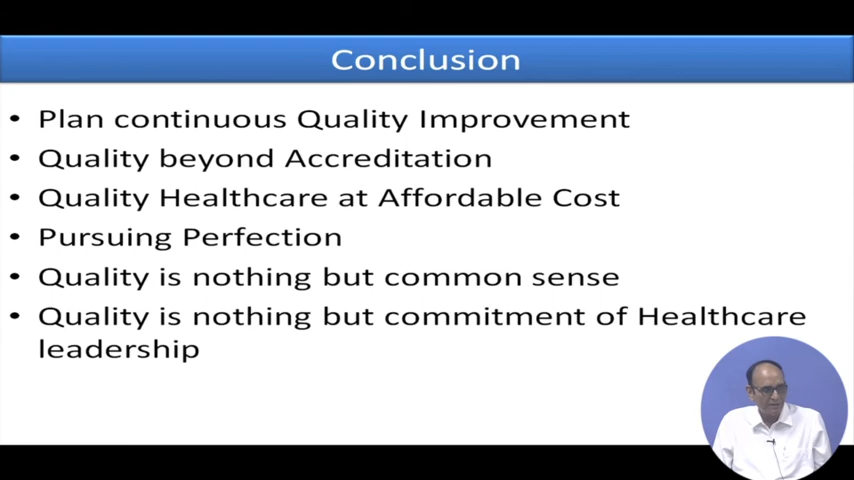 Conclusion
• Plan continuous Quality Improvement
• Quality beyond Accreditation
• Quality Healthcare at Affordable Cost
• Pursuing Perfection
• Quality is nothing but common sense
• Quality is nothing but commitment of Healthcare
leadership